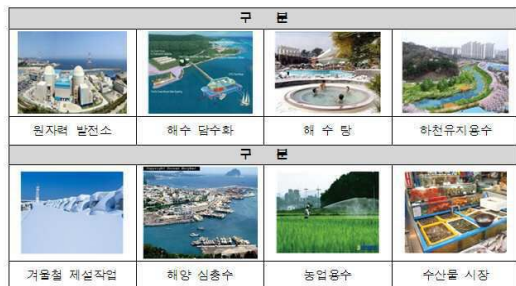 구 분
원자력 발전소
해수 담수화
해 수 탕
하천유지용수
구 분
겨울철 제설작업
해양 심층수
농업용수
수산물 시장